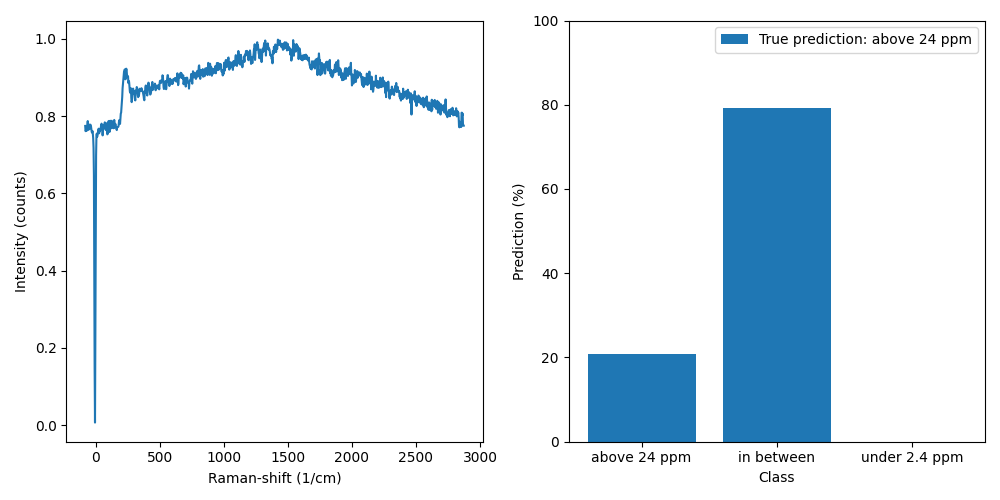 1.0
0.8
0.6
0.4
0.2
0.0
0
500
1000
1500
2000
2500
3000
Raman-shift (1/cm)
Intensity (counts)
100
80
60
40
20
0
Prediction (%)
True prediction: above 24 ppm
above 24 ppm
in between
under 2.4 ppm
Class